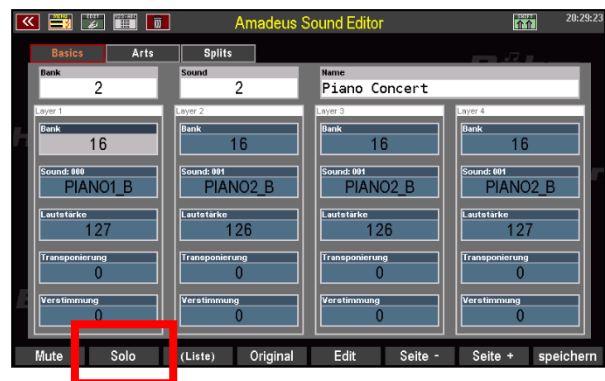 Amadeus Sound Editor
20:29:23
Basics Arts Splits
Bank Sound Name
2 2 Piano Concert
Layer 1 Layer 2 Layer 3 Layer 4
Bank Bank Bank Bank
16 16 16 16
Sound: 000 Sound: 001 Sound: 001 Sound: 001
PIANO1_B PIANO2_B PIANO2_B PIANO2_B
Lautstärke Lautstärke Lautstärke Lautstärke
127 126 126 127
Transponierung Transponierung Transponierung Transponierung
0 0 0 0
Verstimmung Verstimmung Verstimmung Verstimmung
0 0 0 0
Mute Solo (Liste) Original Edit Seite - Seite + speichern